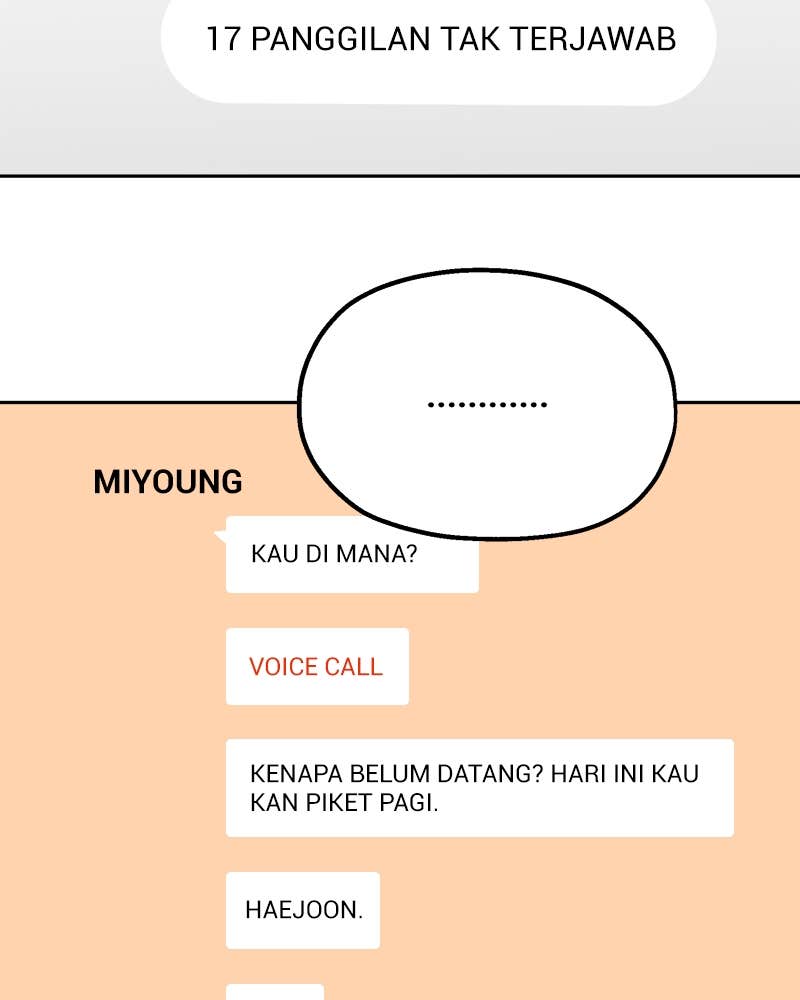 17 PANGGILAN TAK TERJAWAB
............
MIYOUNG
KAU DI MANA?
VOICE CALL
KENAPA BELUM DATANG? HARI INI KAU
KAN PIKET PAGI.
HAEJOON.